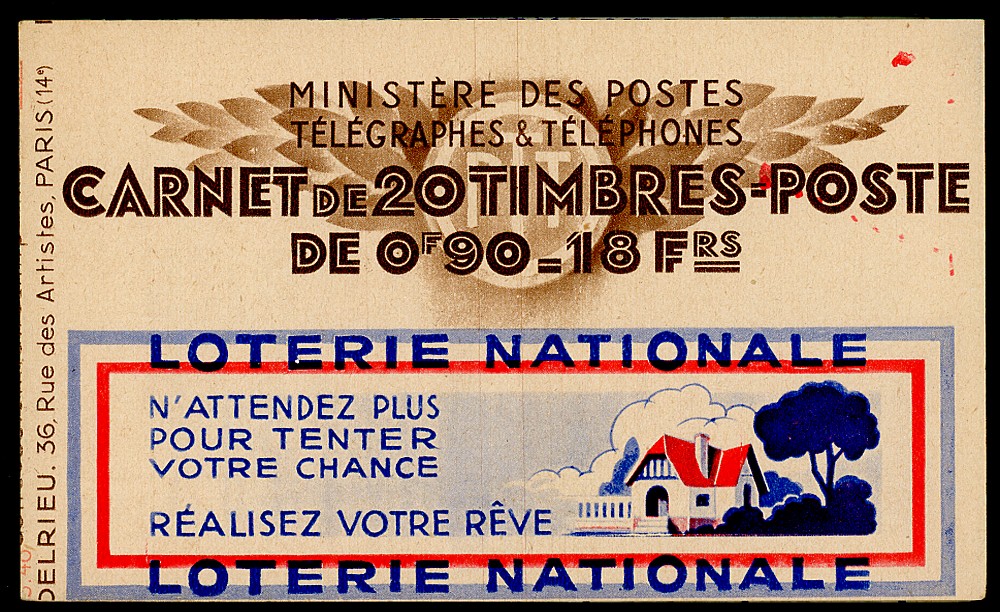 MINISTÈRE DES POSTES
TÉLÉGRAPHES & TÉLÉPHONES
CARNET DE 20 TIMBRES-POSTE
DE 0F90 = 18 FRS
LOTERIE NATIONALE
N'ATTENDEZ PLUS
POUR TENTER
VOTRE CHANCE
RÉALISEZ VOTRE RÊVE
LOTERIE NATIONALE
DELRIEU. 36, Rue des Artistes, PARIS (14e)